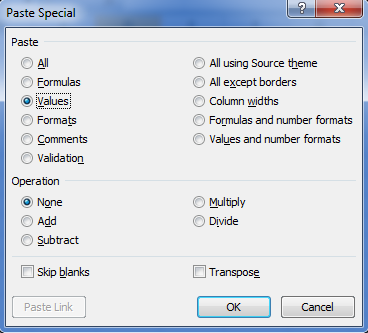 Paste Special
Paste
All
All using Source theme
Formulas
All except borders
Values
Column widths
Formats
Formulas and number formats
Comments
Values and number formats
Validation
Operation
None
Multiply
Add
Divide
Subtract
Skip blanks
Transpose
Paste Link
OK
Cancel